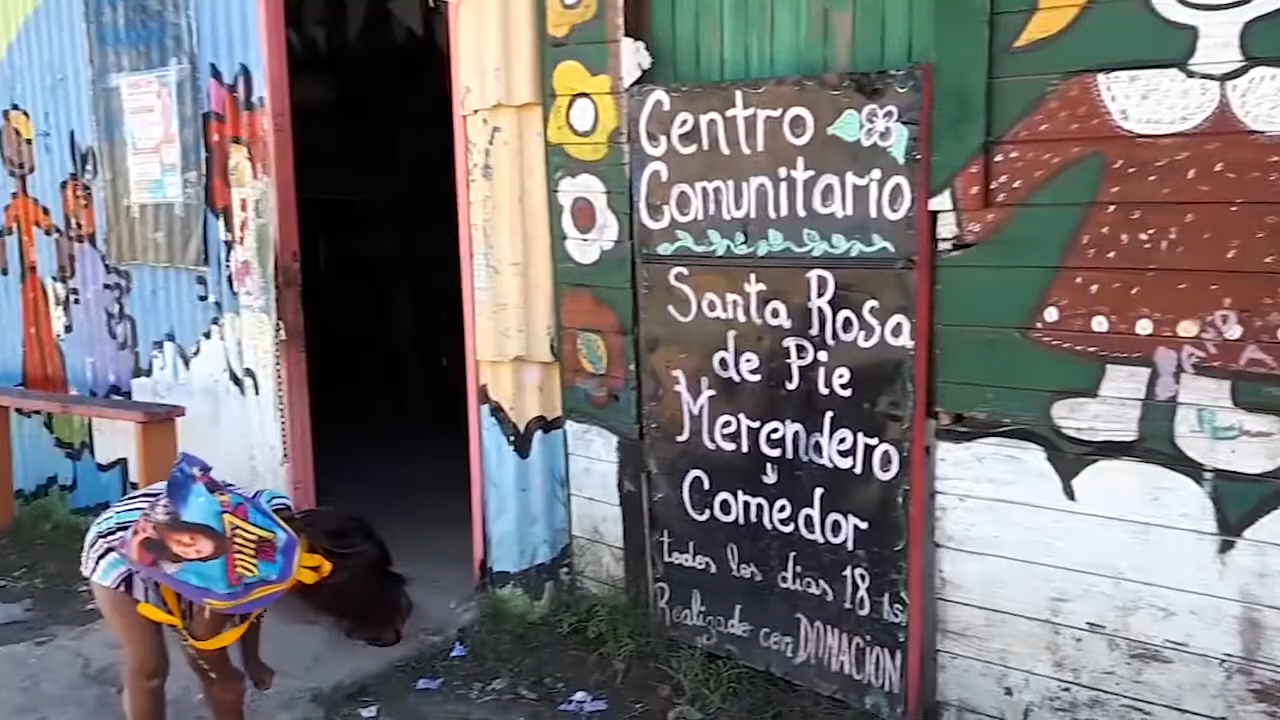 Centro
Comunitario
Santa Rosa
de Pie
Merendero
y
Comedor
todos los dias 18 hs
Realizado con DONACION